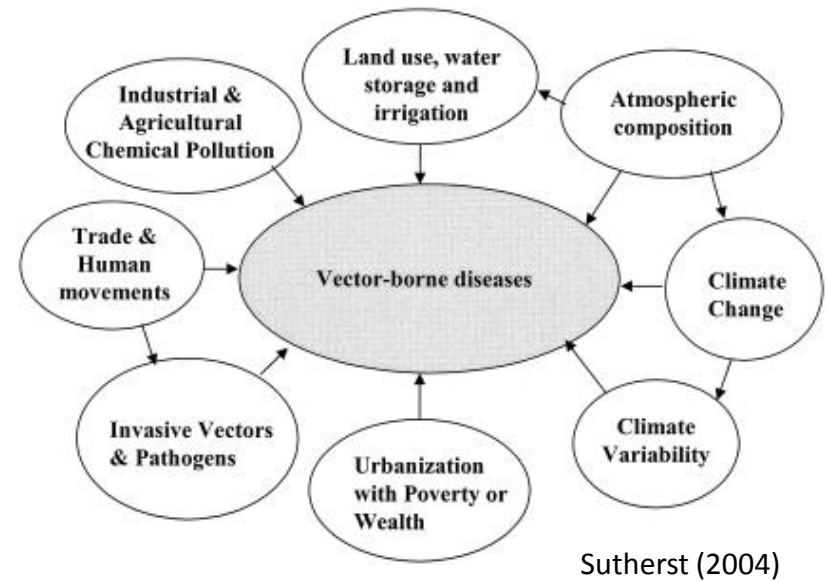 Land use, water
storage and
irrigation
Industrial &
Agricultural
Chemical Pollution
Atmospheric
composition
Trade &
Human
movements
Vector-borne diseases
Climate
Change
Invasive Vectors
& Pathogens
Climate
Variability
Urbanization
with Poverty or
Wealth
Sutherst (2004)